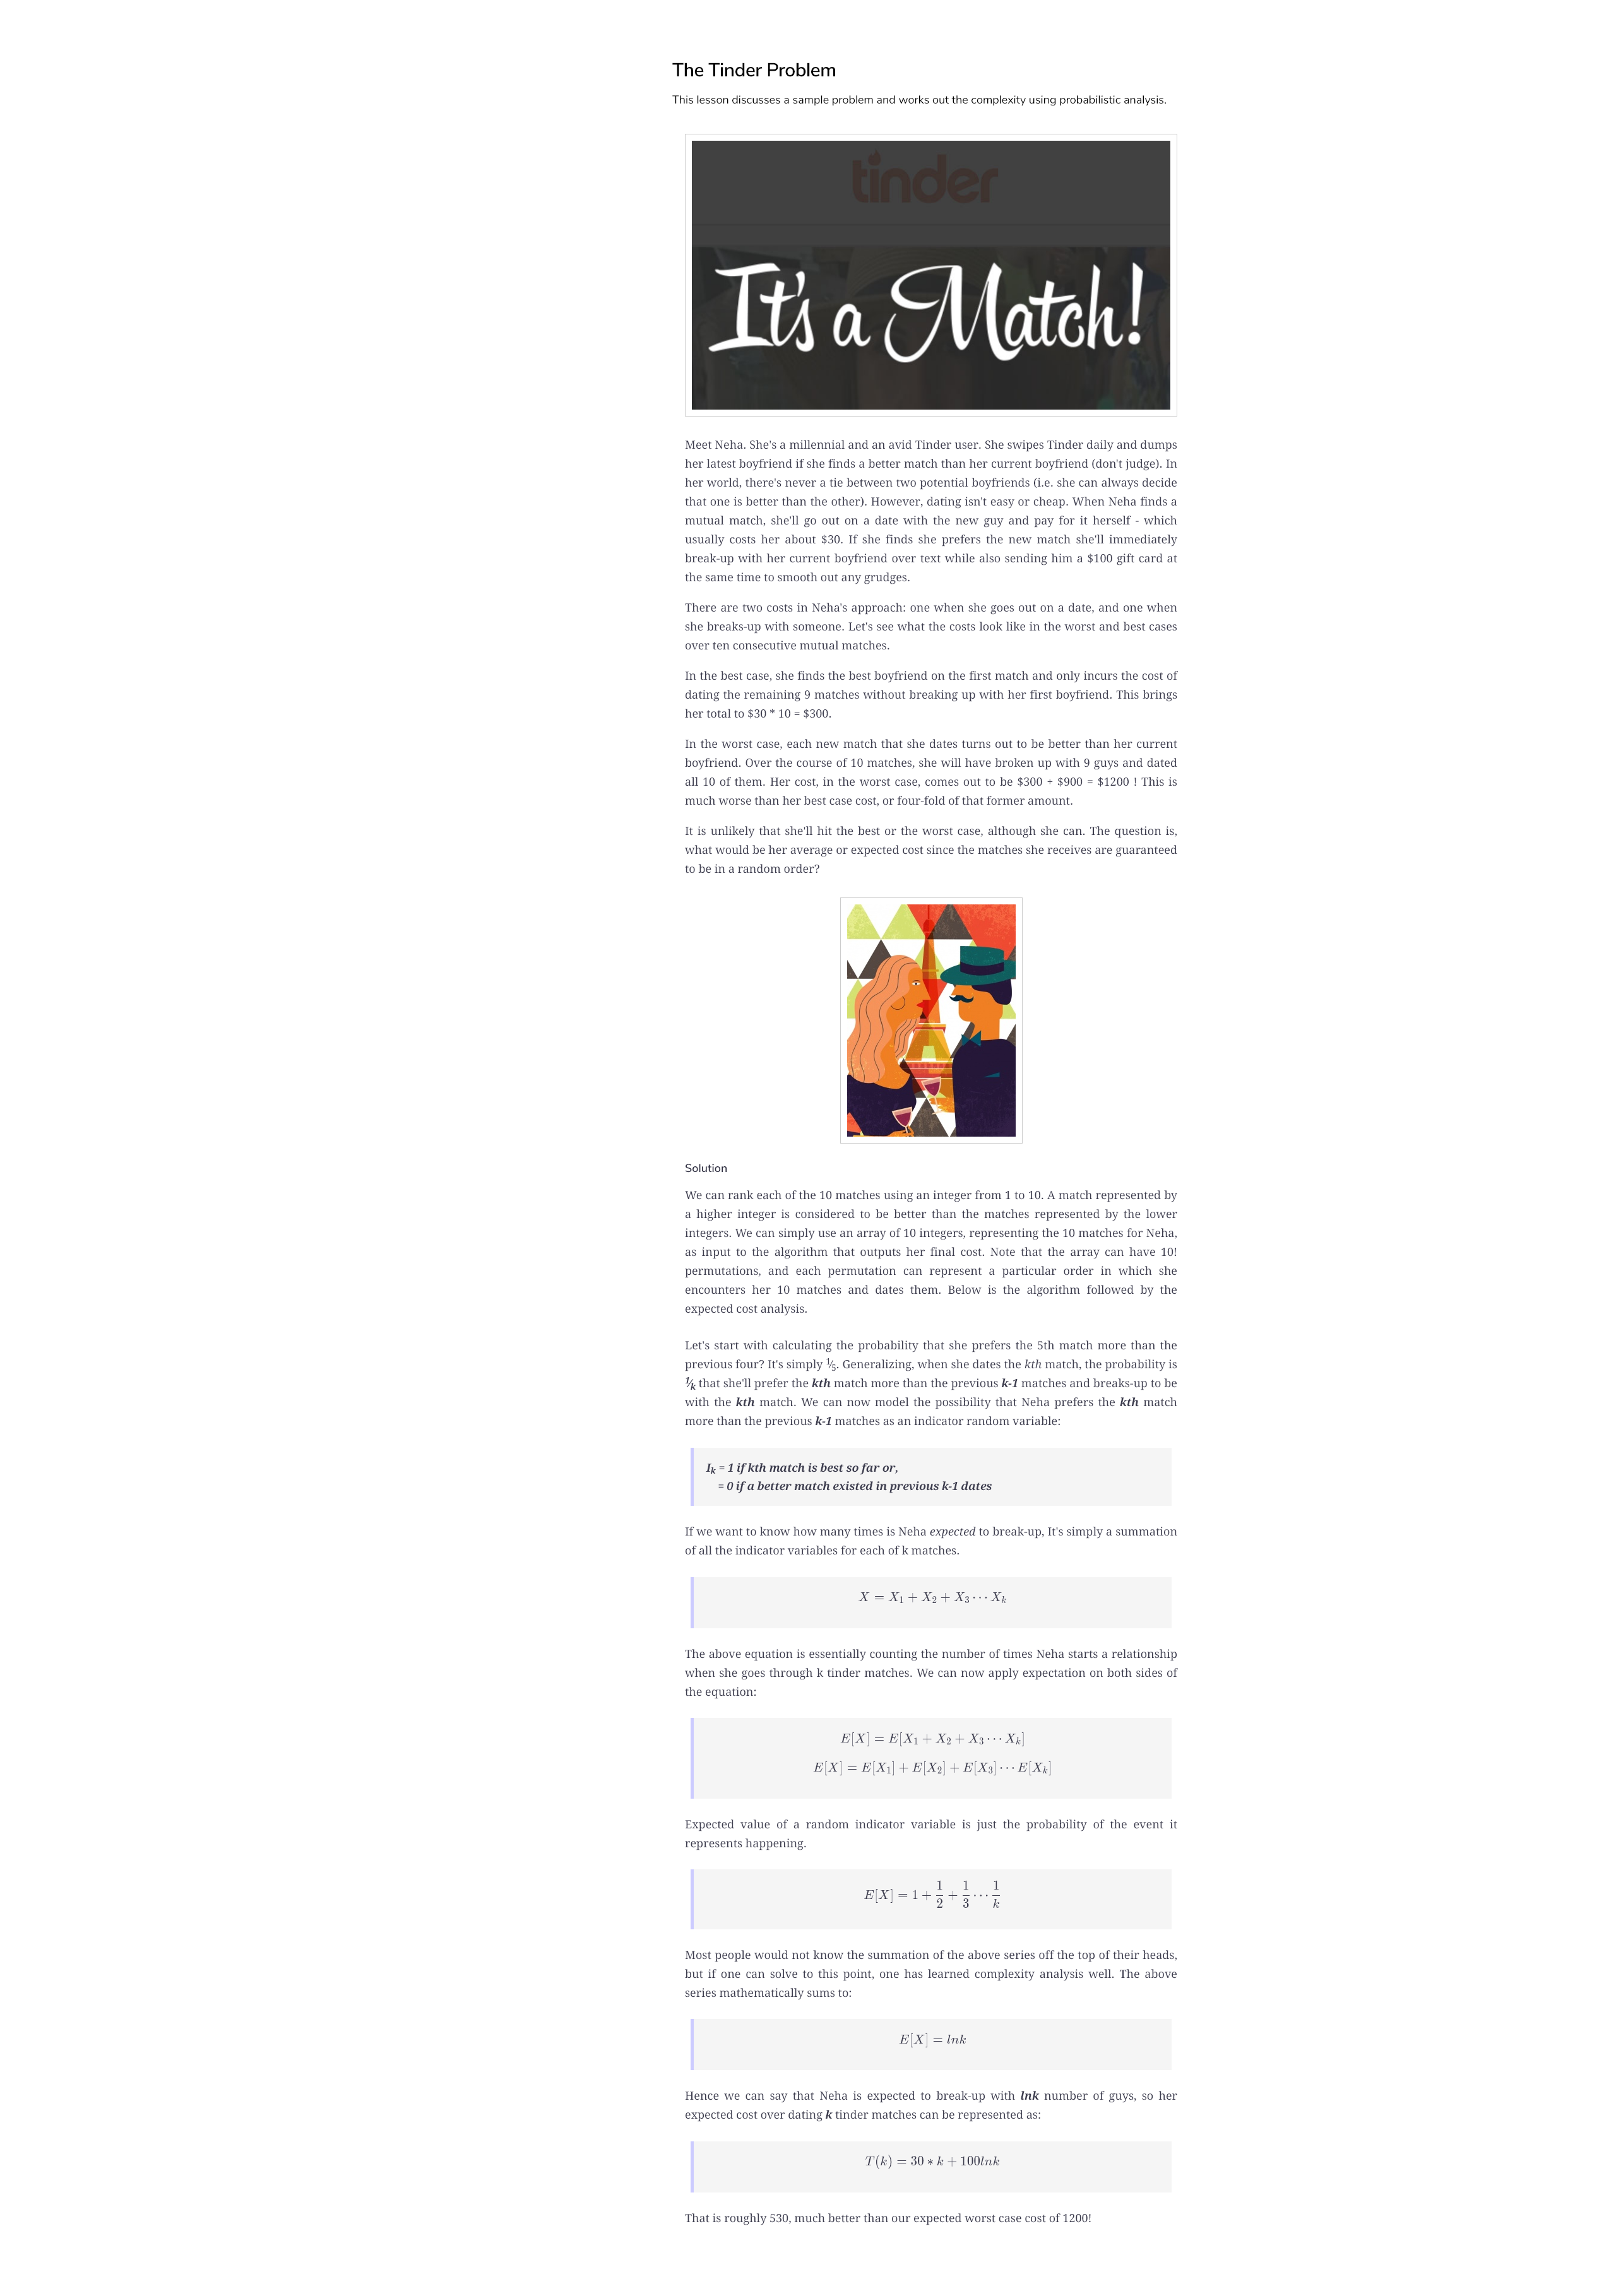 The Tinder Problem
This lesson discusses a sample problem and works out the complexity using probabilistic analysis.
tinder
It's a Match!
Meet Neha. She's a millennial and an avid Tinder user. She swipes Tinder daily and dumps
her latest boyfriend if she finds a better match than her current boyfriend (don't judge). In
her world, there's never a tie between two potential boyfriends (i.e. she can always decide
that one is better than the other). However, dating isn't easy or cheap. When Neha finds a
mutual match, she'll go out on a date with the new guy and pay for it herself - which
usually costs her about $30. If she finds she prefers the new match she'll immediately
break-up with her current boyfriend over text while also sending him a $100 gift card at
the same time to smooth out any grudges.
There are two costs in Neha's approach: one when she goes out on a date, and one when
she breaks-up with someone. Let's see what the costs look like in the worst and best cases
over ten consecutive mutual matches.
In the best case, she finds the best boyfriend on the first match and only incurs the cost of
dating the remaining 9 matches without breaking up with her first boyfriend. This brings
her total to $30 * 10 = $300.
In the worst case, each new match that she dates turns out to be better than her current
boyfriend. Over the course of 10 matches, she will have broken up with 9 guys and dated
all 10 of them. Her cost, in the worst case, comes out to be $300 + $900 = $1200 ! This is
much worse than her best case cost, or four-fold of that former amount.
It is unlikely that she'll hit the best or the worst case, although she can. The question is,
what would be her average or expected cost since the matches she receives are guaranteed
to be in a random order?
Solution
We can rank each of the 10 matches using an integer from 1 to 10. A match represented by
a higher integer is considered to be better than the matches represented by the lower
integers. We can simply use an array of 10 integers, representing the 10 matches for Neha,
as input to the algorithm that outputs her final cost. Note that the array can have 10!
permutations, and each permutation can represent a particular order in which she
encounters her 10 matches and dates them. Below is the algorithm followed by the
expected cost analysis.
Let's start with calculating the probability that she prefers the 5th match more than the
previous four? It's simply 1/5. Generalizing, when she dates the kth match, the probability is
1/k that she'll prefer the kth match more than the previous k-1 matches and breaks-up to be
with the kth match. We can now model the possibility that Neha prefers the kth match
more than the previous k-1 matches as an indicator random variable:
Iₖ = 1 if kth match is best so far or,
= 0 if a better match existed in previous k-1 dates
If we want to know how many times is Neha expected to break-up, It's simply a summation
of all the indicator variables for each of k matches.
X = X₁ + X₂ + X₃ ⋯ Xₖ
The above equation is essentially counting the number of times Neha starts a relationship
when she goes through k tinder matches. We can now apply expectation on both sides of
the equation:
E[X] = E[X₁ + X₂ + X₃ ⋯ Xₖ]
E[X] = E[X₁] + E[X₂] + E[X₃] ⋯ E[Xₖ]
Expected value of a random indicator variable is just the probability of the event it
represents happening.
E[X] = 1 + 1/2 + 1/3 ⋯ 1/k
Most people would not know the summation of the above series off the top of their heads,
but if one can solve to this point, one has learned complexity analysis well. The above
series mathematically sums to:
E[X] = lnk
Hence we can say that Neha is expected to break-up with lnk number of guys, so her
expected cost over dating k tinder matches can be represented as:
T(k) = 30 * k + 100lnk
That is roughly 530, much better than our expected worst case cost of 1200!